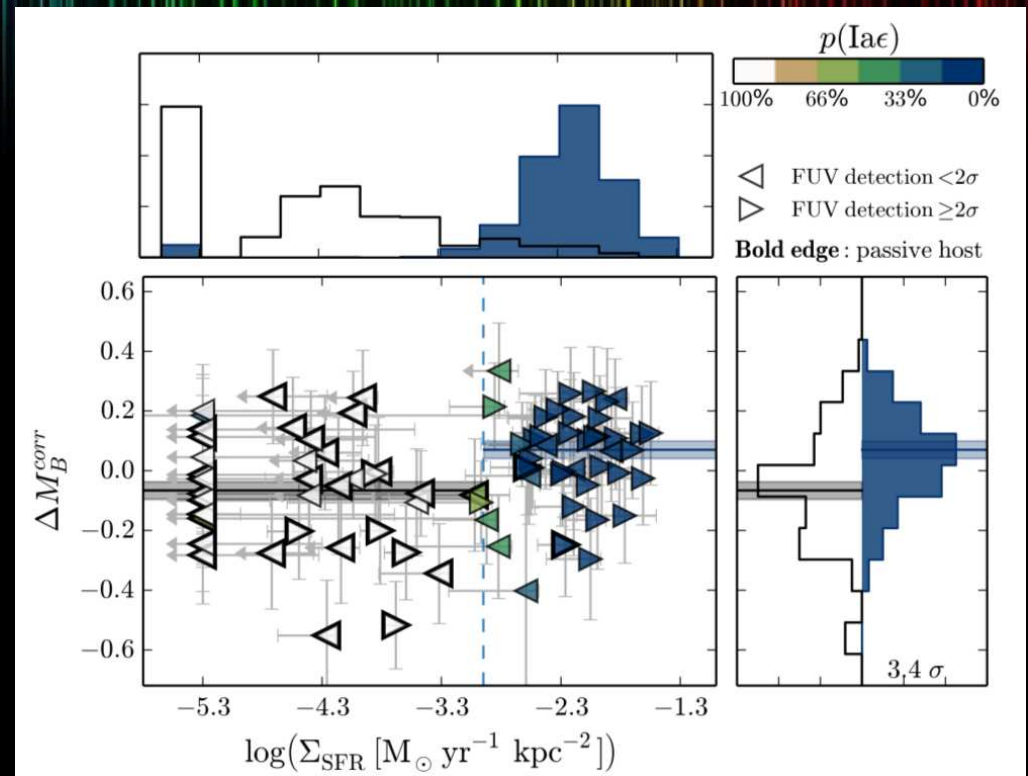 p(Iaϵ)
100% 66% 33% 0%
FUV detection <2σ
FUV detection ≥2σ
Bold edge : passive host
ΔM_B^corr
0.6
0.4
0.2
0.0
−0.2
−0.4
−0.6
3.4 σ
−5.3 −4.3 −3.3 −2.3 −1.3
log(Σ_SFR [M_⊙ yr⁻¹ kpc⁻²])